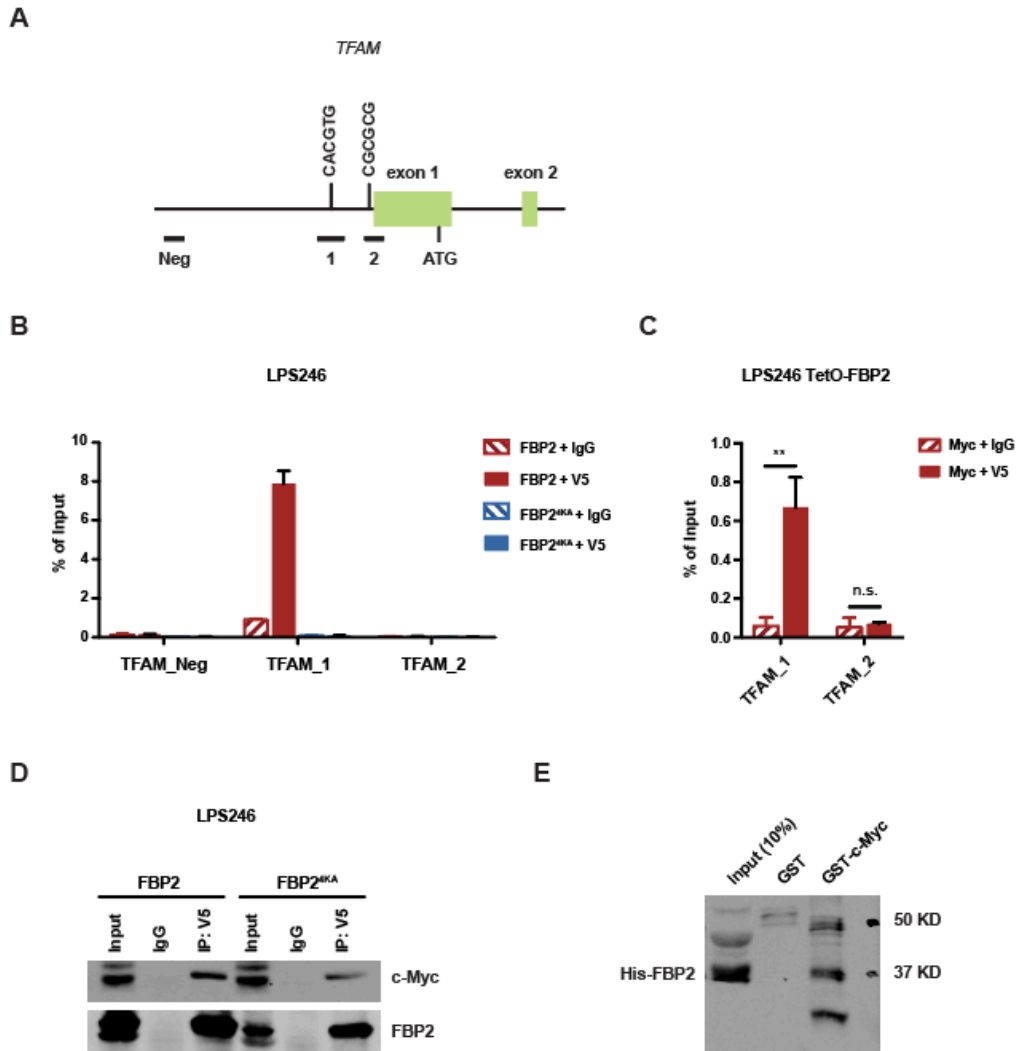 A
TFAM
CACGTG
CGCGCG
exon 1
exon 2
Neg
1
2
ATG
B
LPS246
% of Input
10
8
6
4
2
0
TFAM_Neg
TFAM_1
TFAM_2
FBP2 + IgG
FBP2 + V5
FBP2⁴ᴷᴬ + IgG
FBP2⁴ᴷᴬ + V5
C
LPS246 TetO-FBP2
% of Input
1.0
0.8
0.6
0.4
0.2
0.0
**
n.s.
TFAM_1
TFAM_2
Myc + IgG
Myc + V5
D
LPS246
FBP2
FBP2⁴ᴷᴬ
Input
IgG
IP: V5
Input
IgG
IP: V5
c-Myc
FBP2
E
Input (10%)
GST
GST-c-Myc
50 KD
His-FBP2
37 KD